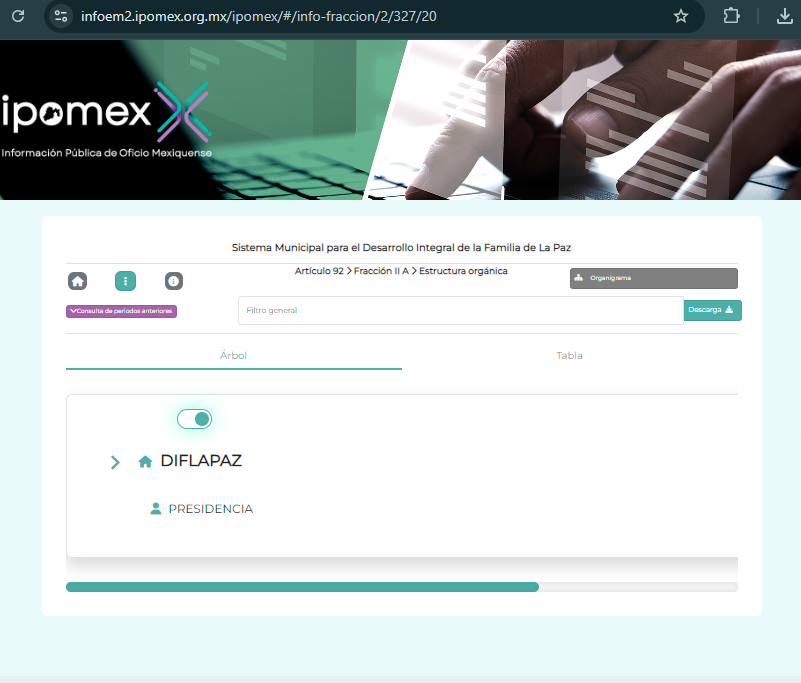 infoem2.ipomex.org.mx/ipomex/#/info-fraccion/2/327/20
ipomex
Información Pública de Oficio Mexiquense
Sistema Municipal para el Desarrollo Integral de la Familia de La Paz
Artículo 92 > Fracción II A > Estructura orgánica
Organigrama
Consulta de periodos anteriores
Filtro general
Descarga
Árbol
Tabla
DIFLAPAZ
PRESIDENCIA